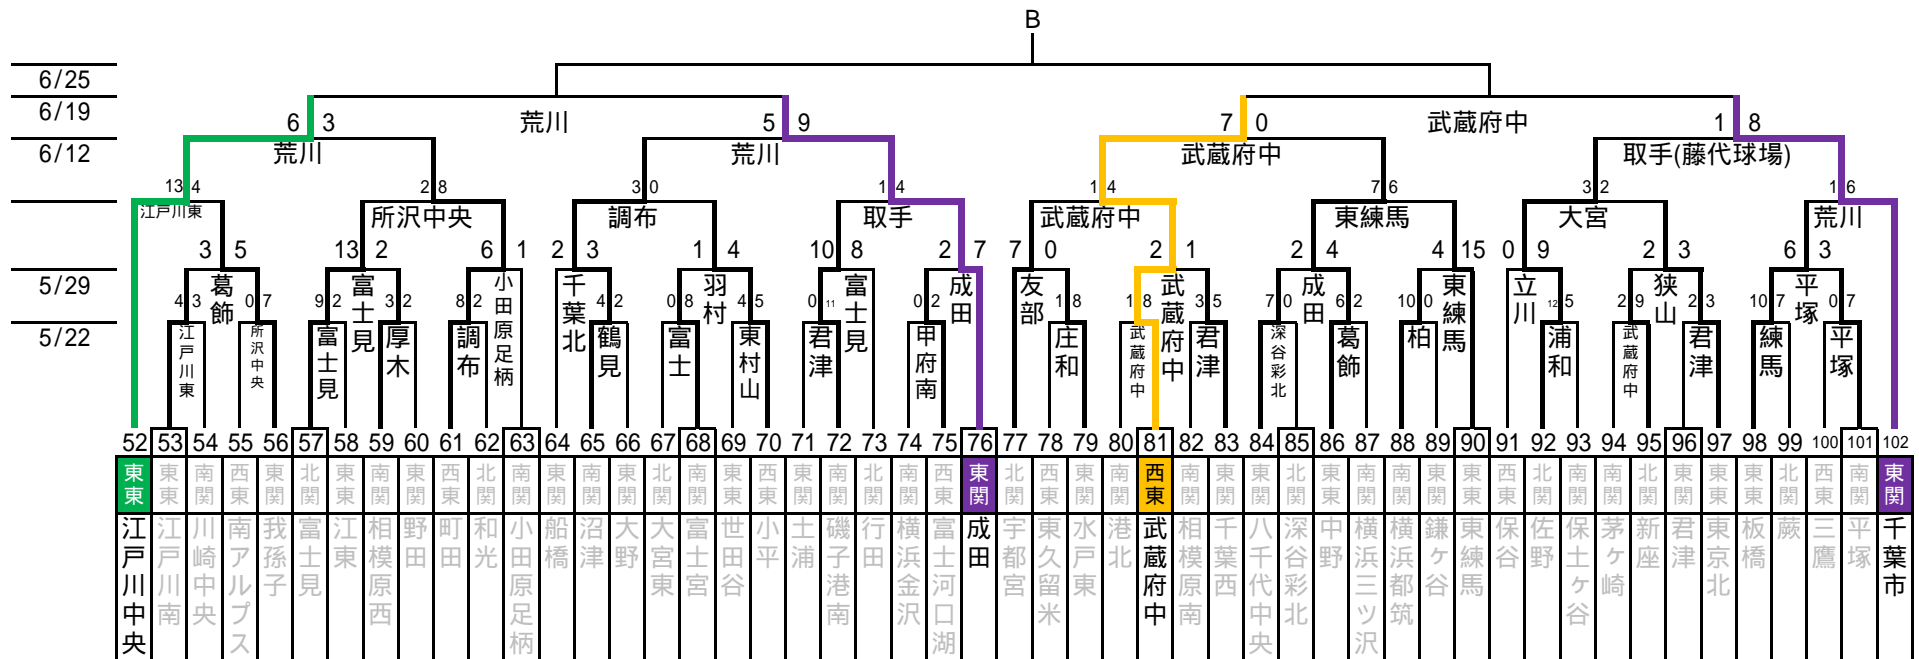 B
6/25
6/19
荒川 武蔵府中
6 3 5 9 7 0 1 8
6/12
荒川 荒川 武蔵府中 取手(藤代球場)
13 4 2 8 3 0 1 4 1 4 7 6 3 2 1 6
江戸川東 所沢中央 調布 取手 武蔵府中 東練馬 大宮 荒川
3 5 13 2 6 1 2 3 1 4 10 8 2 7 7 0 2 1 2 4 4 15 0 9 2 3 6 3
5/29
葛飾 富士見 小田原足柄 千葉北 羽村 富士見 成田 友部 武蔵府中 成田 東練馬 立川 狭山 平塚
4 3 0 7 9 2 3 2 8 2 4 2 0 8 4 5 0 11 0 2 1 8 1 8 3 5 7 0 6 2 10 0 12 5 2 9 2 3 10 7 0 7
5/22
江戸川東 所沢中央 富士見 厚木 調布 鶴見 富士 東村山 君津 甲府南 庄和 武蔵府中 君津 深谷彩北 葛飾 柏 浦和 武蔵府中 君津 練馬 平塚
52 53 54 55 56 57 58 59 60 61 62 63 64 65 66 67 68 69 70 71 72 73 74 75 76 77 78 79 80 81 82 83 84 85 86 87 88 89 90 91 92 93 94 95 96 97 98 99 100 101 102
東東 東東 南関 西東 東関 北関 東東 南関 東関 西東 北関 南関 東関 南関 東東 北関 南関 東東 西東 東関 南関 北関 南関 西東 東関 北関 西東 東関 南関 西東 南関 東関 東関 北関 東東 南関 南関 東関 東東 西東 北関 南関 南関 北関 東関 東東 東東 北関 西東 南関 東関
江戸川中央 江戸川南 川崎中央 南アルプス 我孫子 富士見 江東 相模原西 野田 町田 和光 小田原足柄 船橋 沼津 大野 大宮東 富士宮 世田谷 小平 土浦 磯子港南 行田 横浜金沢 富士河口湖 成田 宇都宮 東久留米 水戸東 港北 武蔵府中 相模原南 千葉西 八千代中央 深谷彩北 中野 横浜三ツ沢 横浜都筑 鎌ヶ谷 東練馬 保谷 佐野 保土ヶ谷 茅ヶ崎 新座 君津 東京北 板橋 蕨 三鷹 平塚 千葉市